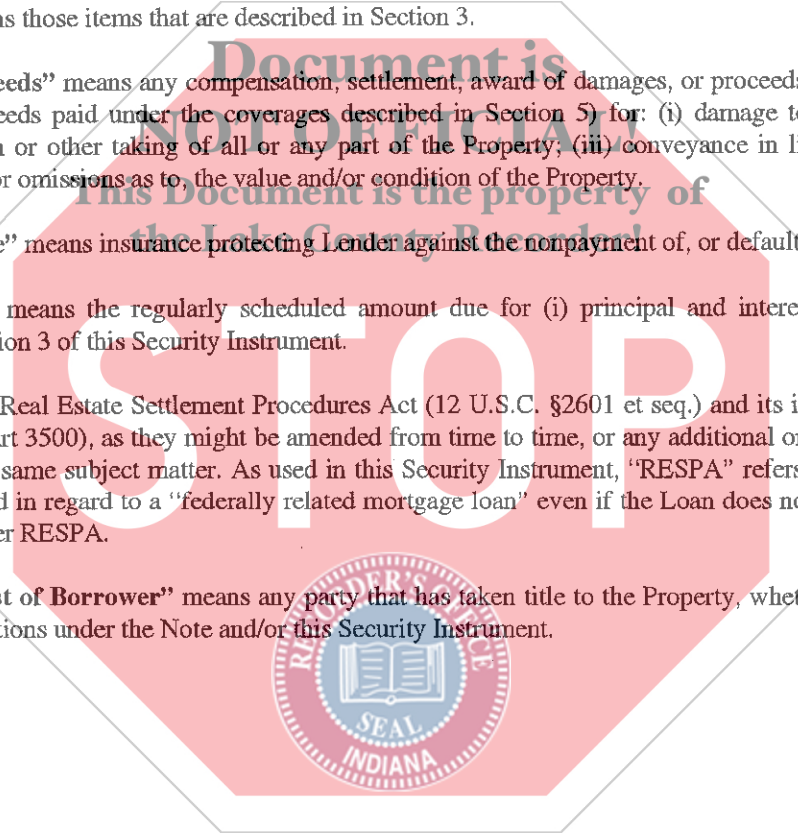 ns those items that are described in Section 3.
Document is
eeds” means any compensation, settlement, award of damages, or proceeds
eeds paid under the coverages described in Section 5) for: (i) damage to
NOT OFFICIAL!
n or other taking of all or any part of the Property; (iii) conveyance in li
or omissions as to, the value and/or condition of the Property.
This Document is the property of
the Lake County Recorder!
e” means insurance protecting Lender against the nonpayment of, or default
means the regularly scheduled amount due for (i) principal and intere
ion 3 of this Security Instrument.
STOP
Real Estate Settlement Procedures Act (12 U.S.C. §2601 et seq.) and its i
art 3500), as they might be amended from time to time, or any additional or
same subject matter. As used in this Security Instrument, “RESPA” refers
d in regard to a “federally related mortgage loan” even if the Loan does no
er RESPA.
st of Borrower” means any party that has taken title to the Property, whet
tions under the Note and/or this Security Instrument.
RECORDER'S OFFICE
SEAL
INDIANA